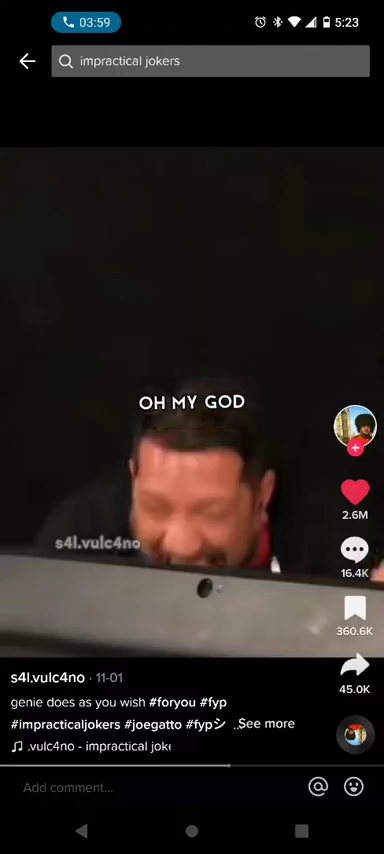 03:59
5:23
impractical jokers
OH MY GOD
s4l.vulc4no
2.6M
16.4K
360.6K
45.0K
s4l.vulc4no · 11-01
genie does as you wish #foryou #fyp
#impracticaljokers #joegatto #fypシ ..See more
.vulc4no - impractical joke
Add comment...